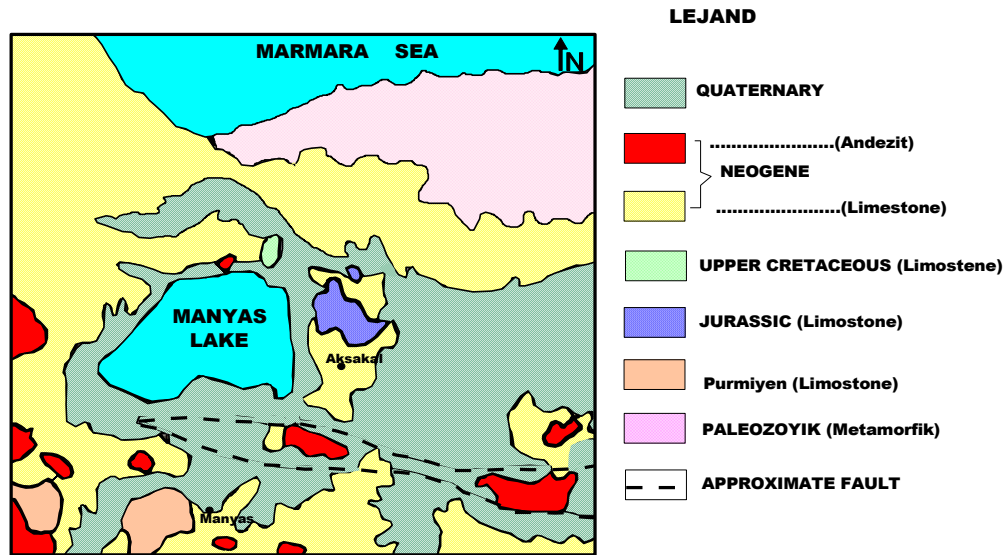 LEJAND
MARMARA SEA
N
QUATERNARY
........................(Andezit)
NEOGENE
........................(Limestone)
UPPER CRETACEOUS (Limostene)
MANYAS
LAKE
JURASSIC (Limostone)
Aksakal
Purmiyen (Limostone)
PALEOZOYIK (Metamorfik)
APPROXIMATE FAULT
Manyas